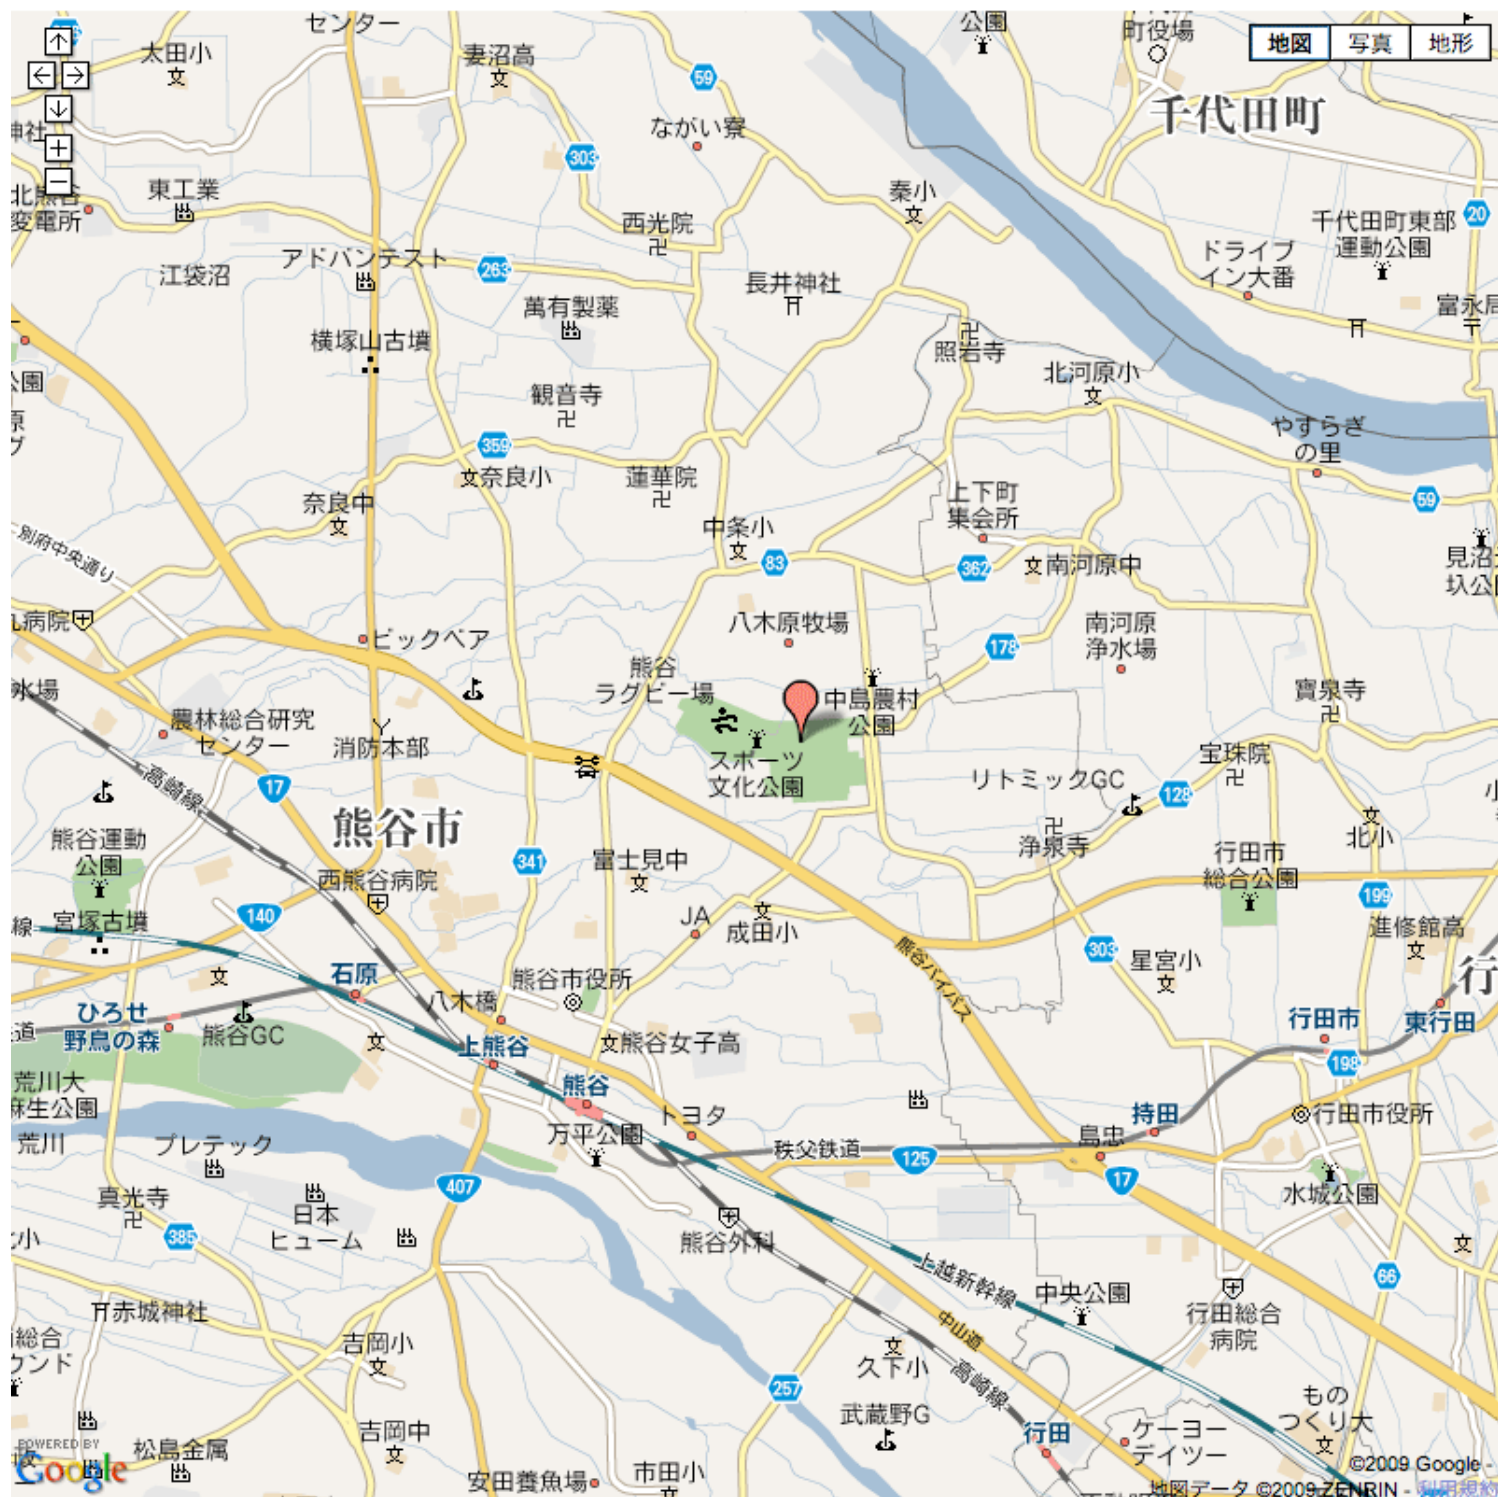 センター
公園
町役場
地図
写真
地形
太田小
妻沼高
59
千代田町
ながい寮
303
北熊谷
変電所
東工業
秦小
20
千代田町東部
運動公園
西光院
ドライブ
イン大番
アドバンテスト
263
江袋沼
長井神社
萬有製薬
横塚山古墳
照岩寺
北河原小
観音寺
やすらぎ
の里
359
奈良小
蓮華院
奈良中
上下町
集会所
59
中条小
83
362
南河原中
別府中央通り
八木原牧場
南河原
浄水場
ビックベア
178
熊谷
ラグビー場
中島農村
公園
寶泉寺
水場
農林総合研究
センター
消防本部
スポーツ
文化公園
宝珠院
リトミックGC
128
17
高崎線
熊谷市
熊谷運動
公園
341
富士見中
浄泉寺
行田市
総合公園
北小
西熊谷病院
199
140
宮塚古墳
JA
成田小
進修館高
熊谷バイパス
303
星宮小
石原
熊谷市役所
八木橋
ひろせ
野鳥の森
熊谷GC
行田市
東行田
上熊谷
熊谷女子高
198
荒川大
麻生公園
熊谷
トヨタ
持田
行田市役所
荒川
プレテック
万平公園
秩父鉄道
125
島忠
17
407
水城公園
真光寺
日本
ヒューム
385
熊谷外科
上越新幹線
66
中央公園
赤城神社
行田総合
病院
吉岡小
中山道
久下小
257
高崎線
もの
つくり大
武蔵野G
吉岡中
行田
ケーヨー
デイツー
POWERED BY
Google
松島金属
安田養魚場
市田小
©2009 Google -
地図データ ©2009 ZENRIN - 利用規約